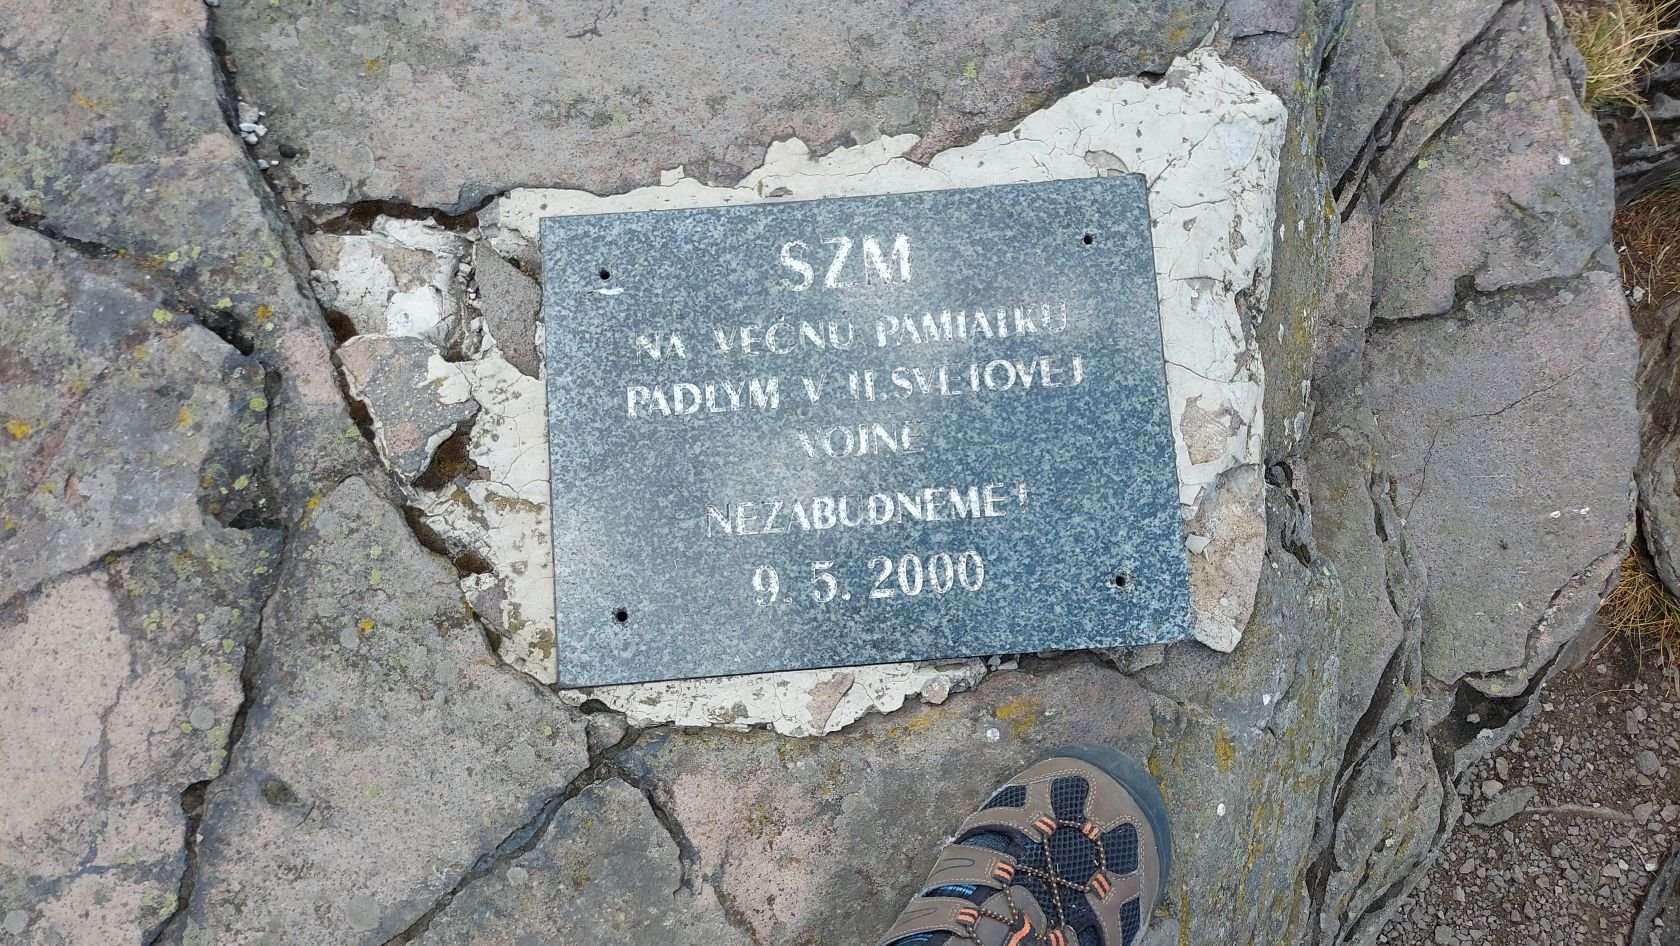 SZM
NA VEČNÚ PAMIATKU
PADLÝM V II.SVETOVEJ
VOJNE
NEZABUDNEME!
9. 5. 2000